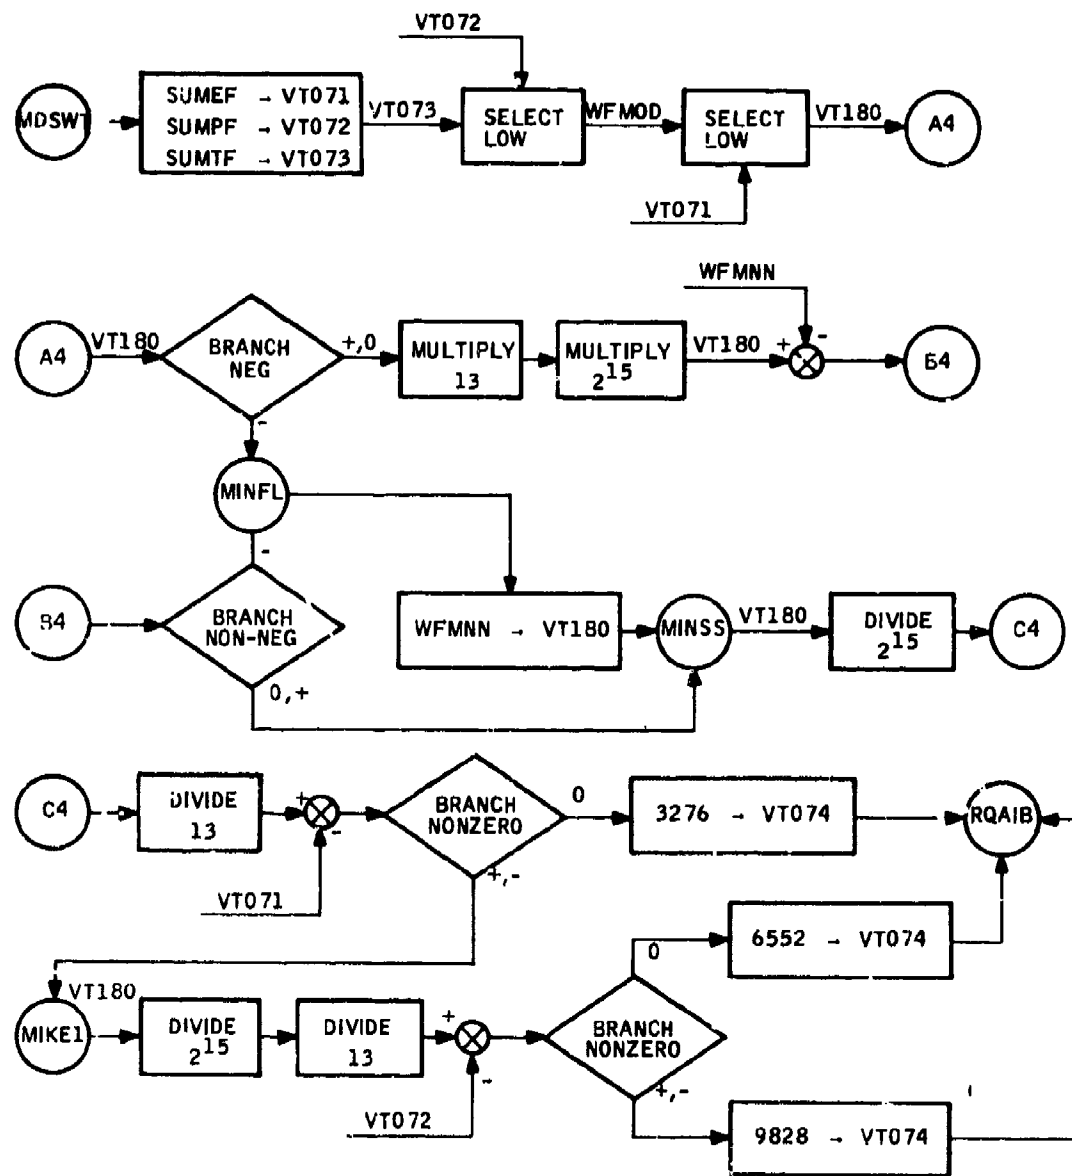 VT072
MDSWT
SUMEF → VT071
SUMPF → VT072
SUMTF → VT073
VT073
SELECT
LOW
WFMOD
SELECT
LOW
VT180
A4
VT071
WFMNN
A4
VT180
BRANCH
NEG
+,0
MULTIPLY
13
MULTIPLY
2^15
VT180
+
-
B4
-
MINFL
-
B4
BRANCH
NON-NEG
0,+
WFMNN → VT180
MINSS
VT180
DIVIDE
2^15
C4
C4
DIVIDE
13
+
-
VT071
BRANCH
NONZERO
0
+,-
3276 → VT074
RQAIB
6552 → VT074
0
VT180
MIKE1
DIVIDE
2^15
DIVIDE
13
+
-
VT072
BRANCH
NONZERO
+,-
9828 → VT074